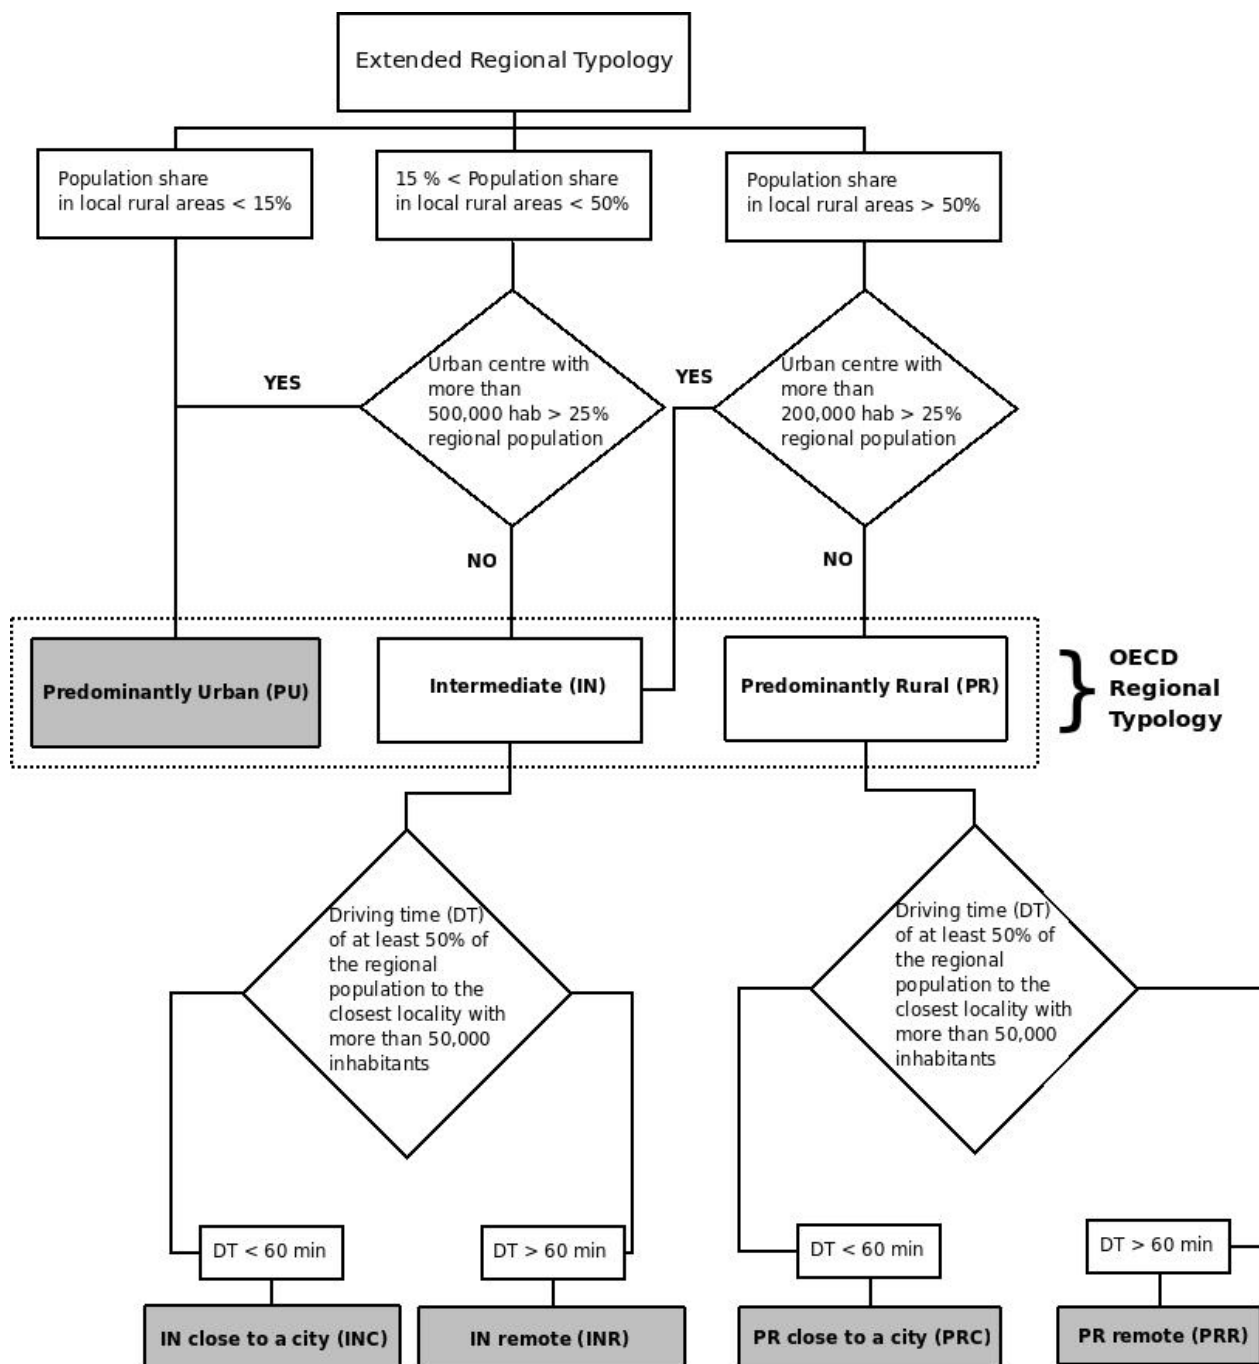 Extended Regional Typology
Population share
in local rural areas < 15%
15 % < Population share
in local rural areas < 50%
Population share
in local rural areas > 50%
Urban centre with
more than
500,000 hab > 25%
regional population
YES
NO
Urban centre with
more than
200,000 hab > 25%
regional population
YES
NO
Predominantly Urban (PU)
Intermediate (IN)
Predominantly Rural (PR)
}
OECD
Regional
Typology
Driving time (DT)
of at least 50% of
the regional
population to the
closest locality with
more than 50,000
inhabitants
Driving time (DT)
of at least 50% of
the regional
population to the
closest locality with
more than 50,000
inhabitants
DT < 60 min
DT > 60 min
DT < 60 min
DT > 60 min
IN close to a city (INC)
IN remote (INR)
PR close to a city (PRC)
PR remote (PRR)